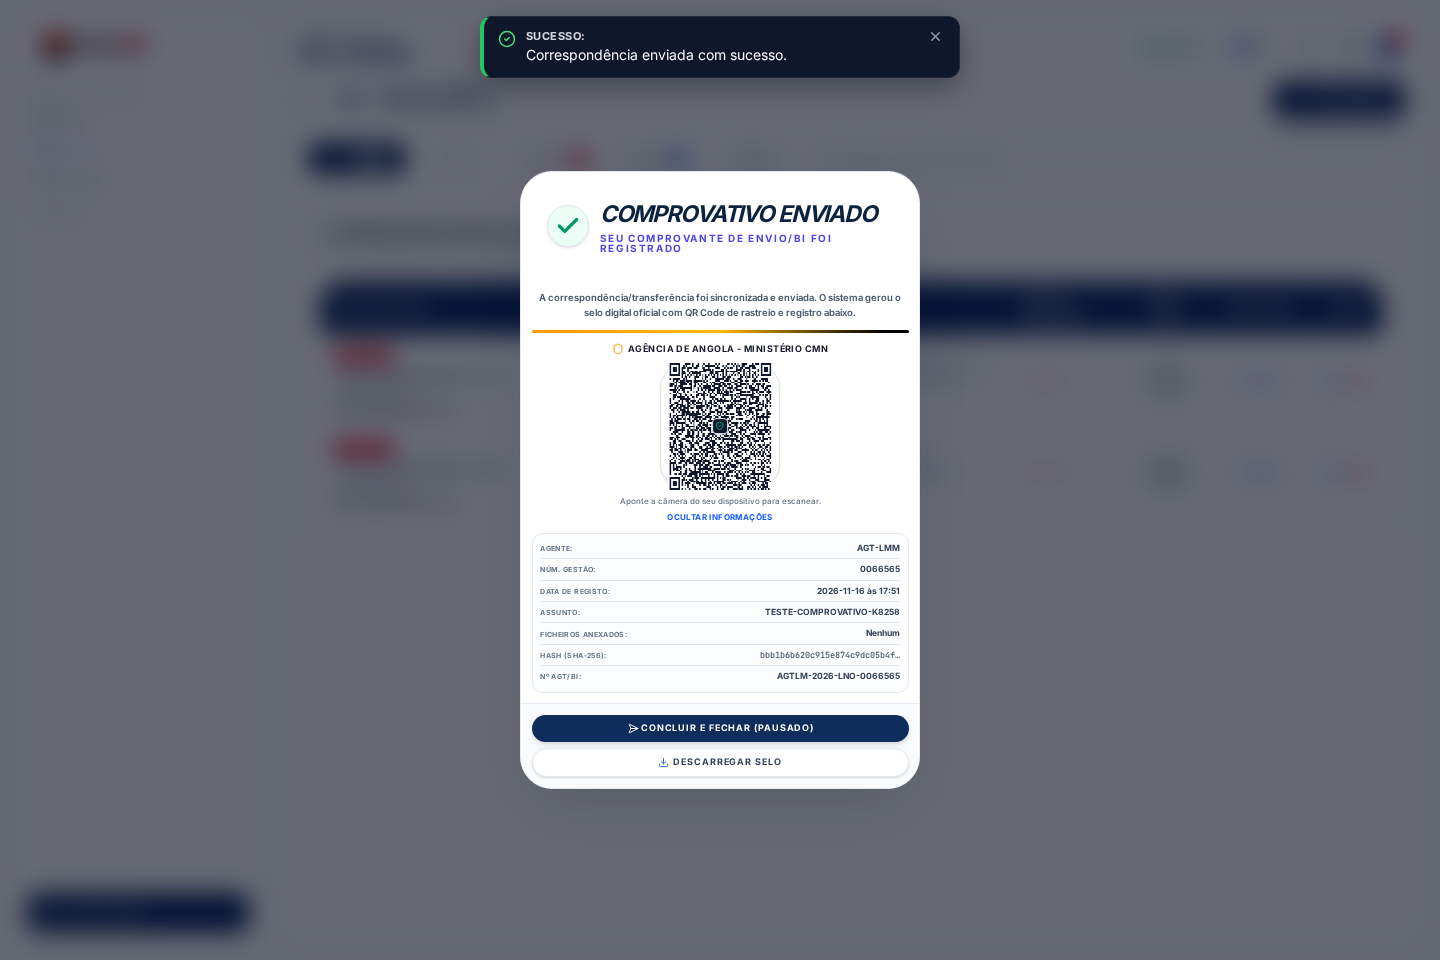 SUCESSO:
Correspondência enviada com sucesso.
COMPROVATIVO ENVIADO
SEU COMPROVANTE DE ENVIO/BI FOI
REGISTRADO
A correspondência/transferência foi sincronizada e enviada. O sistema gerou o
selo digital oficial com QR Code de rastreio e registro abaixo.
AGÊNCIA DE ANGOLA - MINISTÉRIO CMN
Aponte a câmera do seu dispositivo para escanear.
OCULTAR INFORMAÇÕES
AGENTE: AGT-LMM
NÚM. GESTÃO: 0066565
DATA DE REGISTO: 2026-11-16 às 17:51
ASSUNTO: TESTE-COMPROVATIVO-K8258
FICHEIROS ANEXADOS: Nenhum
HASH (SHA-256): bbb1b6b620c915e874c9dc05b4f…
Nº AGT/BI: AGTLM-2026-LNO-0066565
CONCLUIR E FECHAR (PAUSADO)
DESCARREGAR SELO